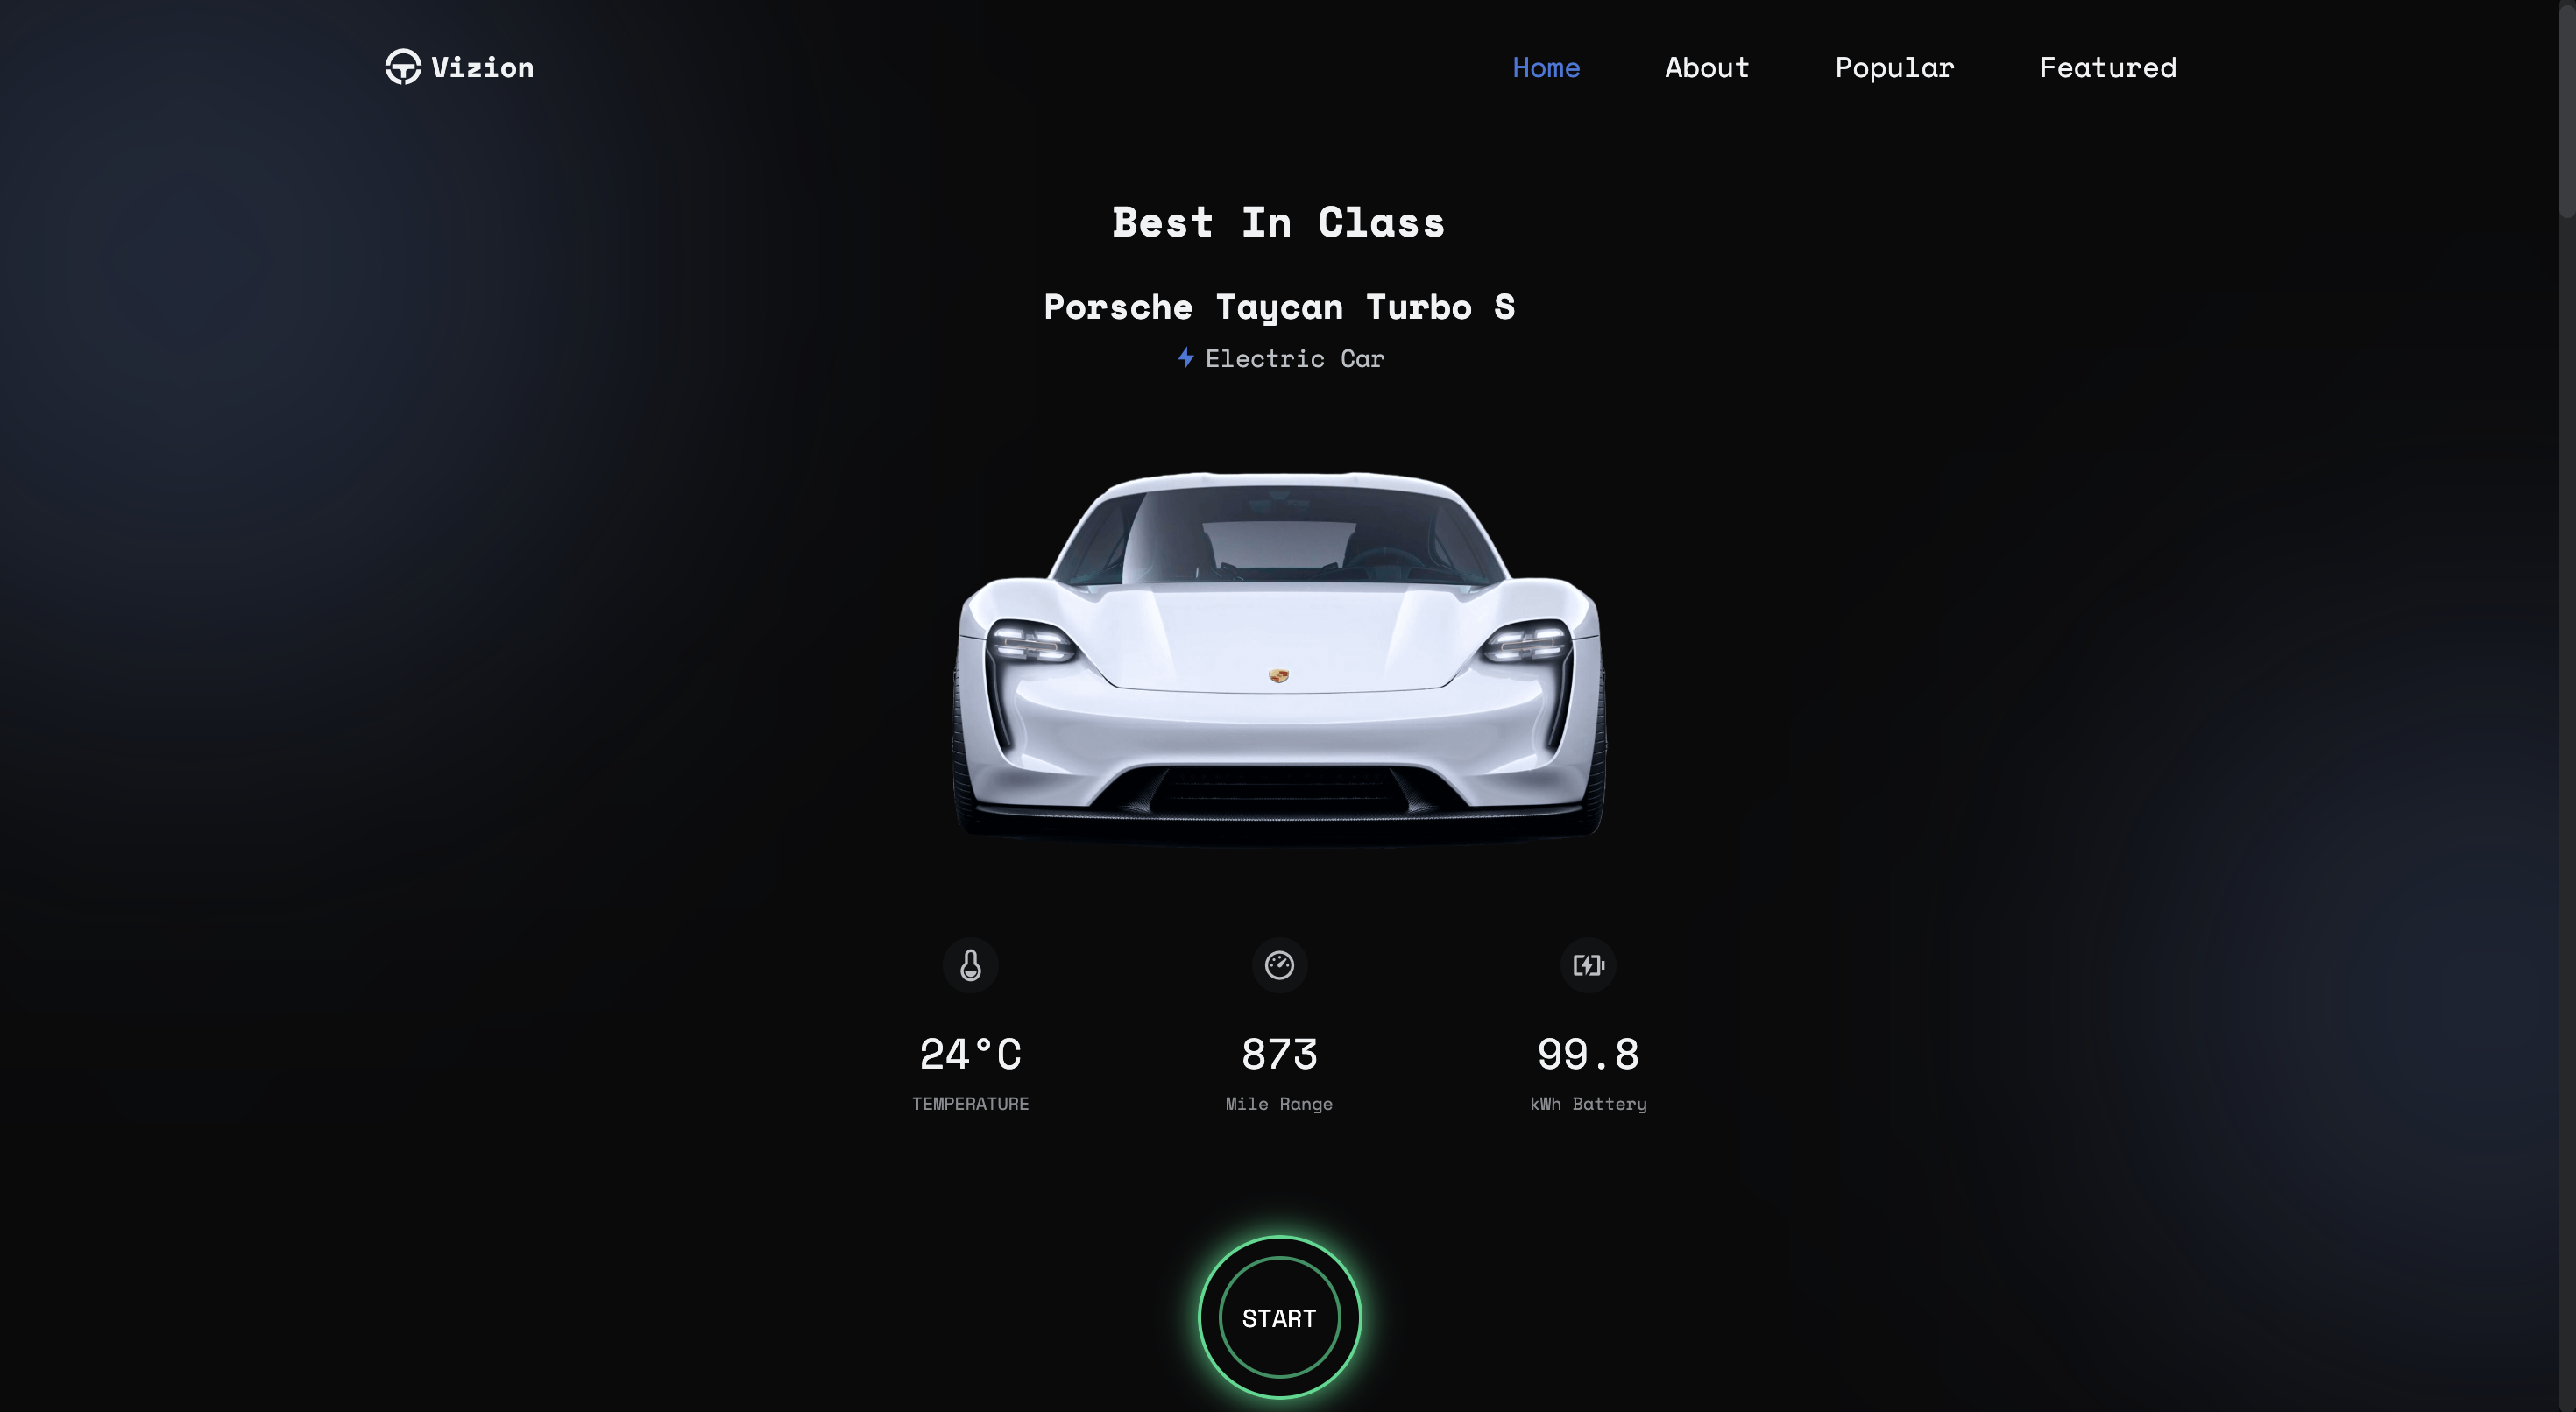 Vizion
Home About Popular Featured
Best In Class
Porsche Taycan Turbo S
Electric Car
24°C 873 99.8
TEMPERATURE Mile Range kWh Battery
START